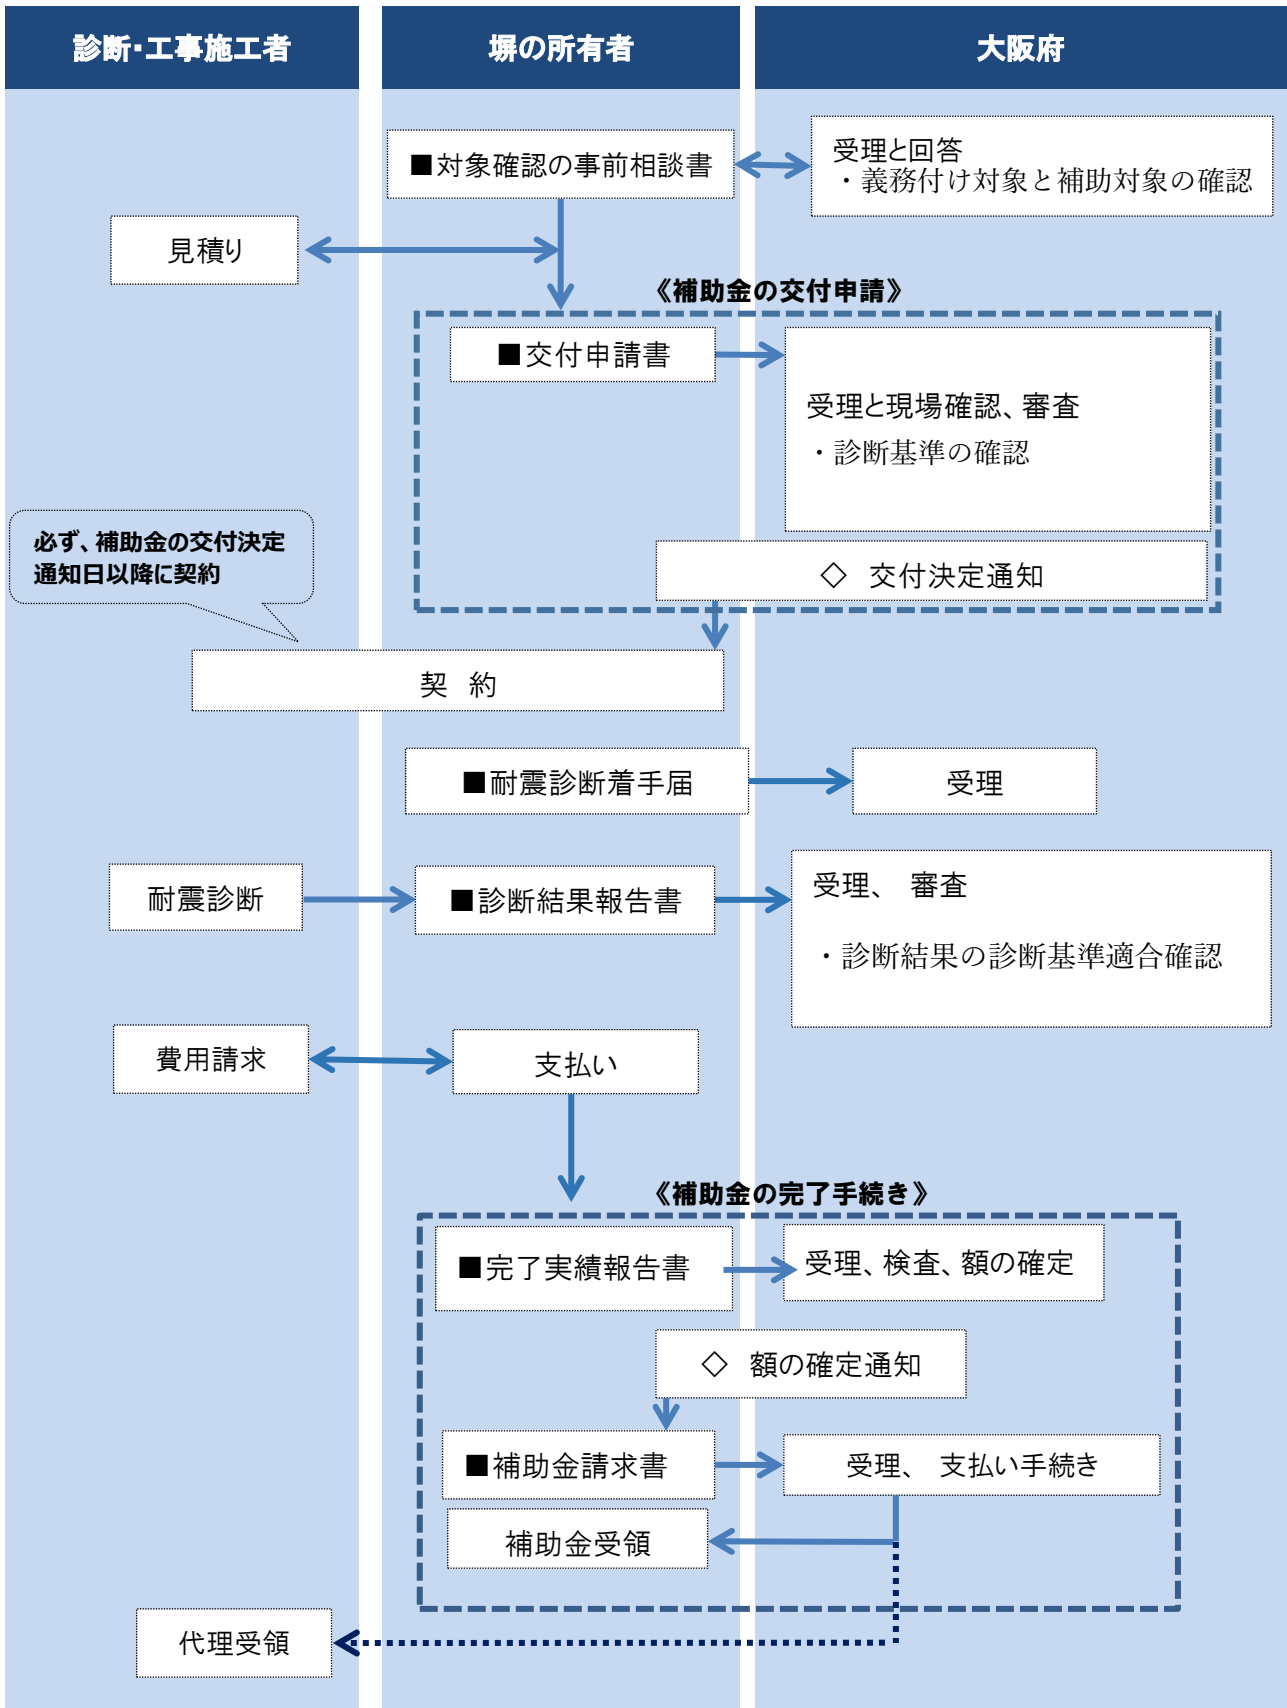 診断・工事施工者
塀の所有者
大阪府
■対象確認の事前相談書
受理と回答
・義務付け対象と補助対象の確認
見積り
《補助金の交付申請》
■交付申請書
受理と現場確認、審査
・診断基準の確認
必ず、補助金の交付決定
通知日以降に契約
◇ 交付決定通知
契 約
■耐震診断着手届
受理
耐震診断
■診断結果報告書
受理、 審査
・診断結果の診断基準適合確認
費用請求
支払い
《補助金の完了手続き》
■完了実績報告書
受理、検査、額の確定
◇ 額の確定通知
■補助金請求書
受理、 支払い手続き
補助金受領
代理受領